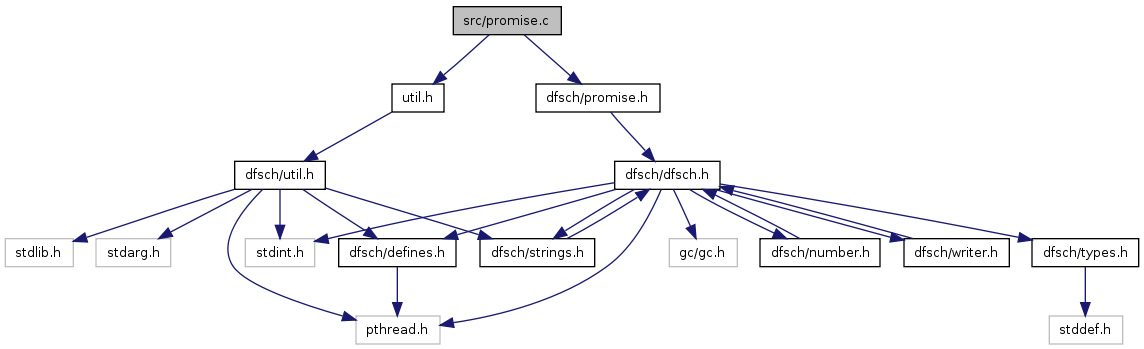 src/promise.c
util.h
dfsch/promise.h
dfsch/util.h
dfsch/dfsch.h
stdlib.h
stdarg.h
stdint.h
dfsch/defines.h
dfsch/strings.h
gc/gc.h
dfsch/number.h
dfsch/writer.h
dfsch/types.h
pthread.h
stddef.h